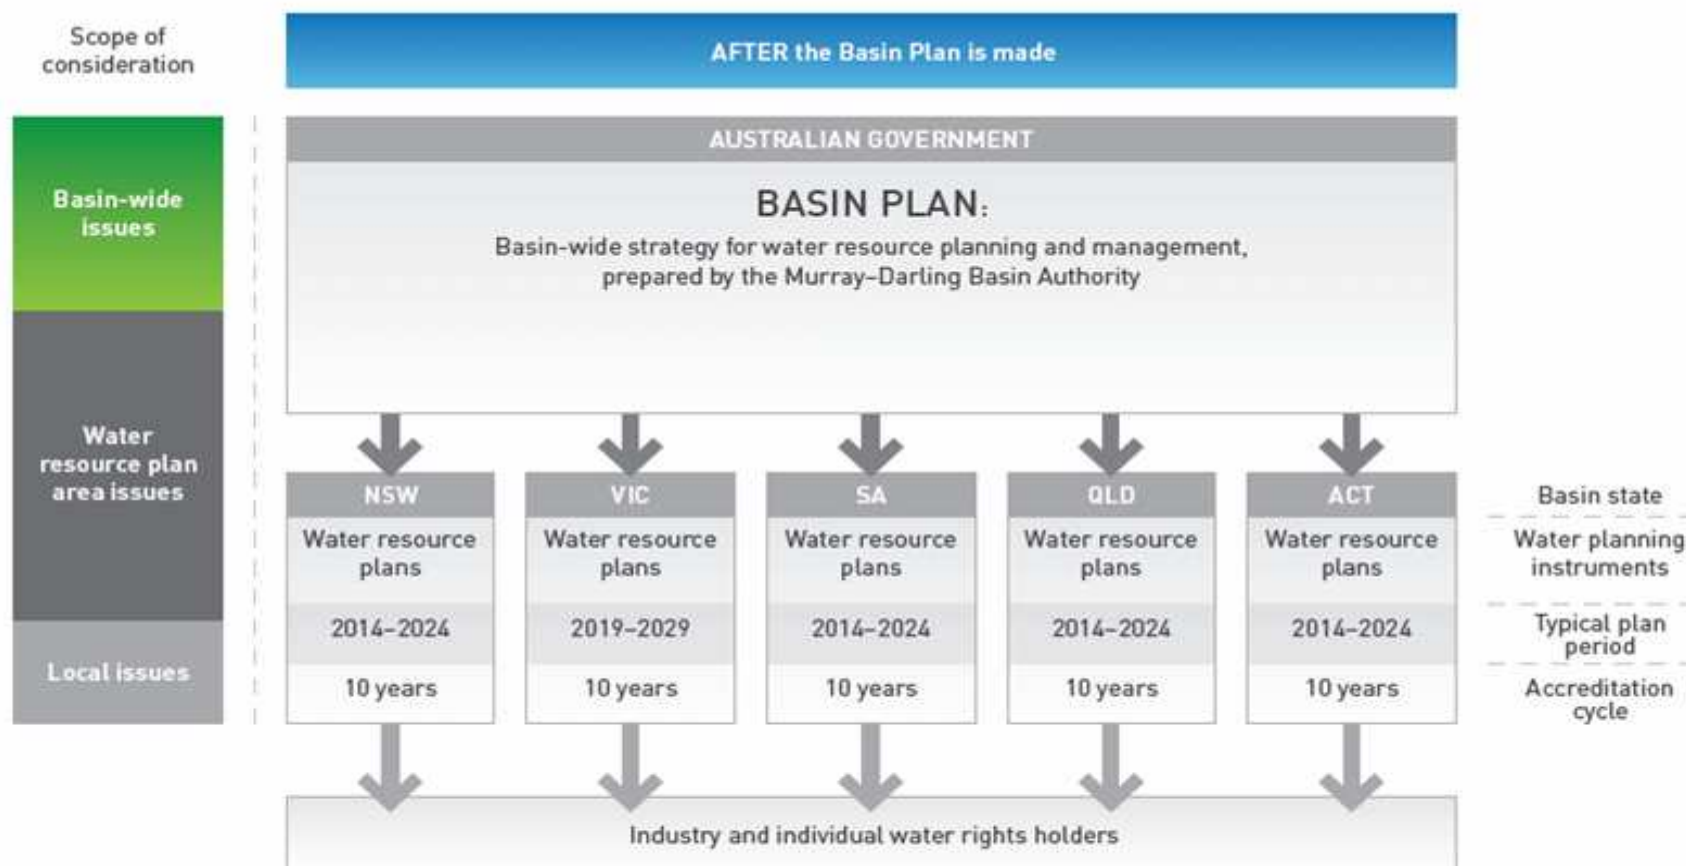 Scope of
consideration
AFTER the Basin Plan is made
Basin-wide
issues
Water
resource plan
area issues
Local issues
AUSTRALIAN GOVERNMENT
BASIN PLAN:
Basin-wide strategy for water resource planning and management,
prepared by the Murray–Darling Basin Authority
NSW
Water resource
plans
2014–2024
10 years
VIC
Water resource
plans
2019–2029
10 years
SA
Water resource
plans
2014–2024
10 years
QLD
Water resource
plans
2014–2024
10 years
ACT
Water resource
plans
2014–2024
10 years
Basin state
Water planning
instruments
Typical plan
period
Accreditation
cycle
Industry and individual water rights holders